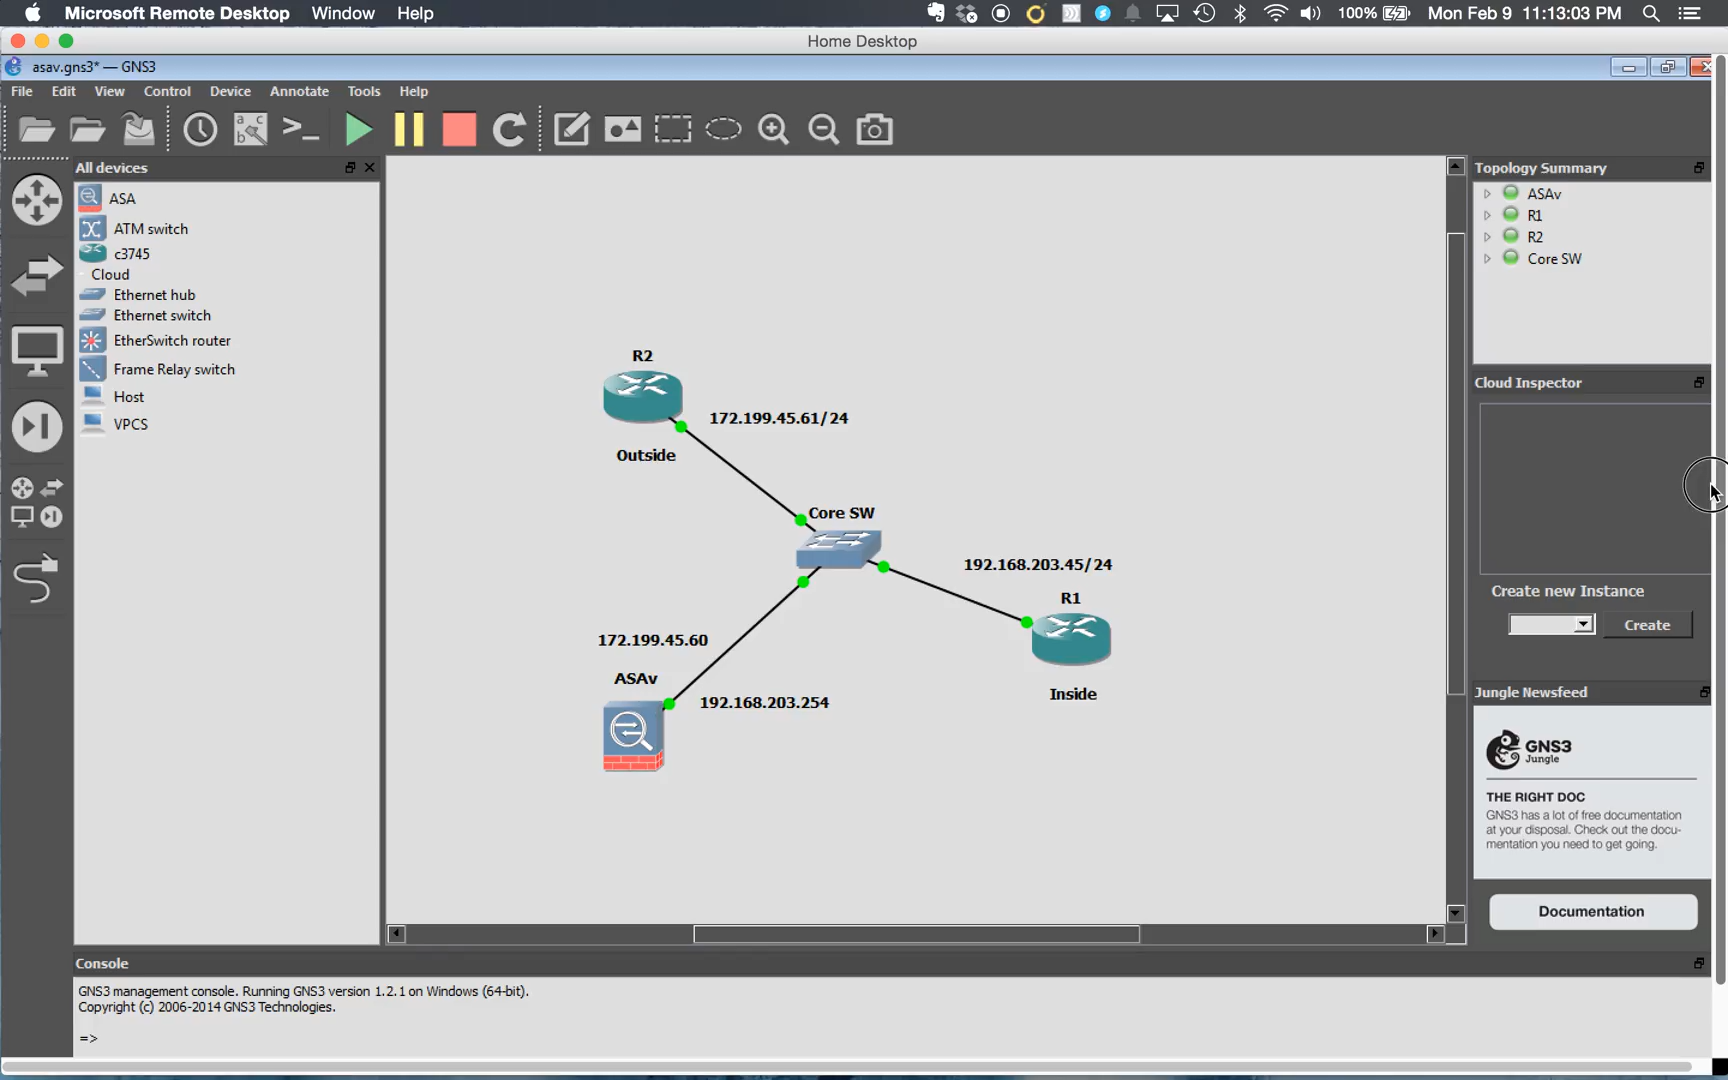 Microsoft Remote Desktop Window Help
100% Mon Feb 9 11:13:03 PM
Home Desktop
asav.gns3* — GNS3
File Edit View Control Device Annotate Tools Help
All devices
ASA
ATM switch
c3745
Cloud
Ethernet hub
Ethernet switch
EtherSwitch router
Frame Relay switch
Host
VPCS
R2
172.199.45.61/24
Outside
Core SW
192.168.203.45/24
R1
Inside
172.199.45.60
ASAv
192.168.203.254
Topology Summary
ASAv
R1
R2
Core SW
Cloud Inspector
Create new Instance
Create
Jungle Newsfeed
GNS3
Jungle
THE RIGHT DOC
GNS3 has a lot of free documentation
at your disposal. Check out the docu-
mentation you need to get going.
Documentation
Console
GNS3 management console. Running GNS3 version 1.2.1 on Windows (64-bit).
Copyright (c) 2006-2014 GNS3 Technologies.
=>